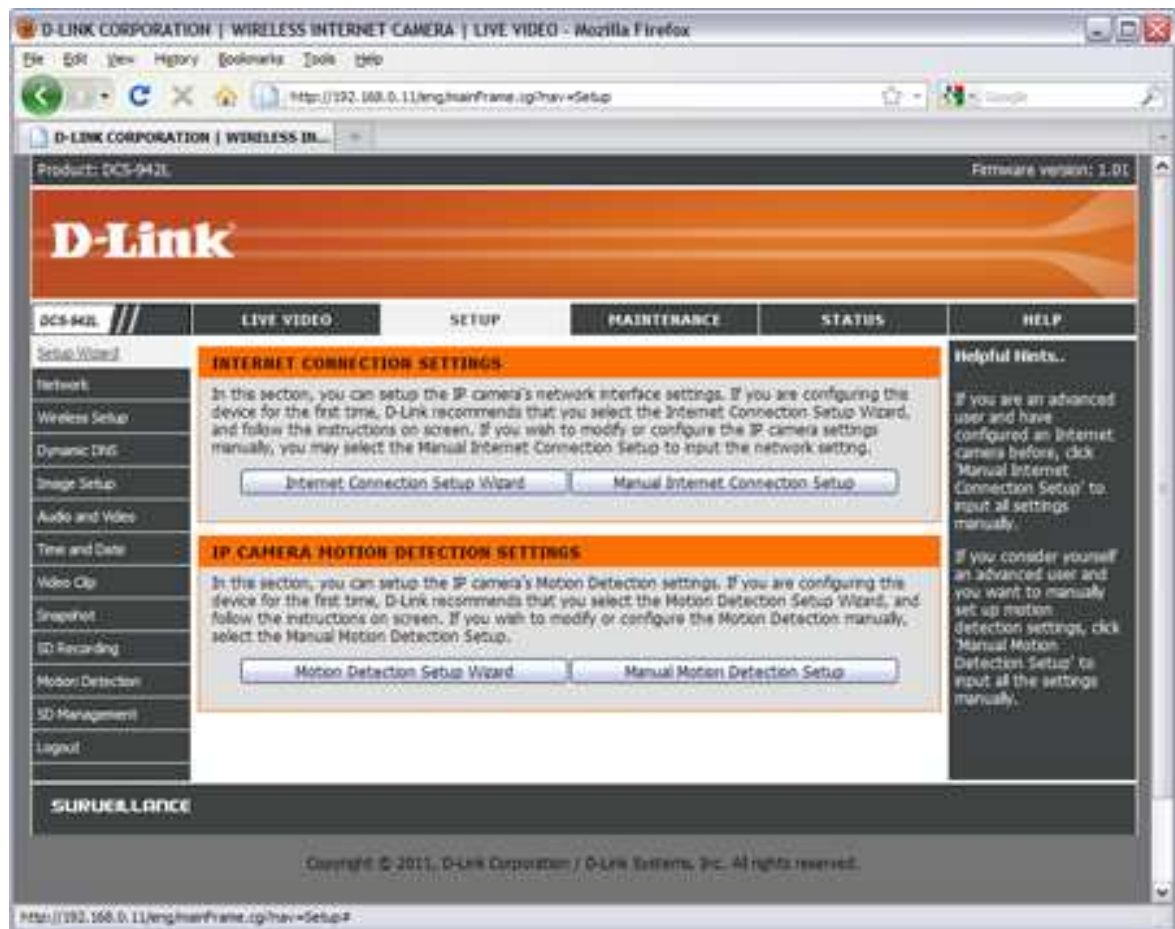 D-LINK CORPORATION | WIRELESS INTERNET CAMERA | LIVE VIDEO - Mozilla Firefox
File Edit View History Bookmarks Tools Help
http://192.168.0.11/eng/mainFrame.cgi?nav=Setup
Google
D-LINK CORPORATION | WIRELESS IN...
Product: DCS-942L
Firmware version: 1.01
D-Link
DCS-942L
LIVE VIDEO
SETUP
MAINTENANCE
STATUS
HELP
Setup Wizard
Network
Wireless Setup
Dynamic DNS
Image Setup
Audio and Video
Time and Date
Video Clip
Snapshot
SD Recording
Motion Detection
SD Management
Logout
INTERNET CONNECTION SETTINGS
In this section, you can setup the IP camera's network interface settings. If you are configuring this
device for the first time, D-Link recommends that you select the Internet Connection Setup Wizard,
and follow the instructions on screen. If you wish to modify or configure the IP camera settings
manually, you may select the Manual Internet Connection Setup to input the network setting.
Internet Connection Setup Wizard
Manual Internet Connection Setup
IP CAMERA MOTION DETECTION SETTINGS
In this section, you can setup the IP camera's Motion Detection settings. If you are configuring this
device for the first time, D-Link recommends that you select the Motion Detection Setup Wizard, and
follow the instructions on screen. If you wish to modify or configure the Motion Detection manually,
select the Manual Motion Detection Setup.
Motion Detection Setup Wizard
Manual Motion Detection Setup
Helpful Hints..
If you are an advanced
user and have
configured an Internet
camera before, click
'Manual Internet
Connection Setup' to
input all settings
manually.
If you consider yourself
an advanced user and
you want to manually
set up motion
detection settings, click
'Manual Motion
Detection Setup' to
input all the settings
manually.
SURVEILLANCE
Copyright © 2011, D-Link Corporation / D-Link Systems, Inc. All rights reserved.
http://192.168.0.11/eng/mainFrame.cgi?nav=Setup#